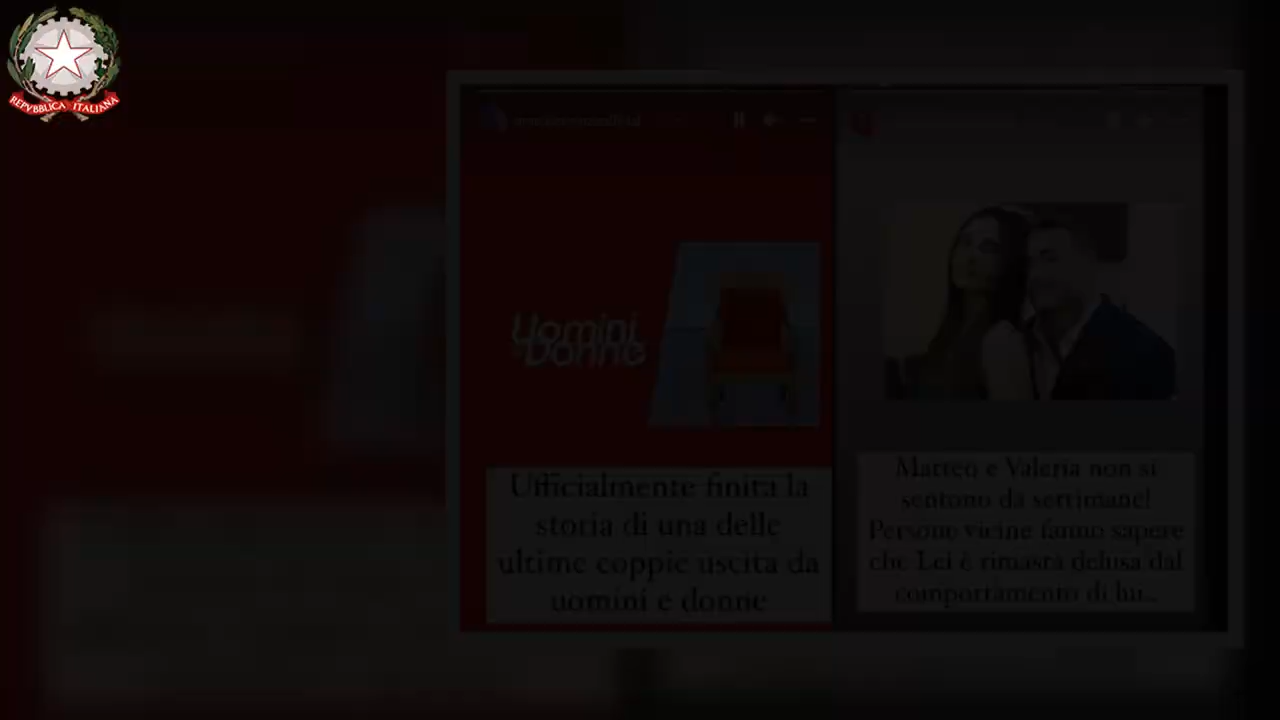 REPVBBLICA ITALIANA
Uomini
e Donne
Ufficialmente finita la
storia di una delle
ultime coppie uscita da
uomini e donne
Matteo e Valeria non si
sentono da settimane!
Persone vicine fanno sapere
che Lei è rimasta delusa dal
comportamento di lui..